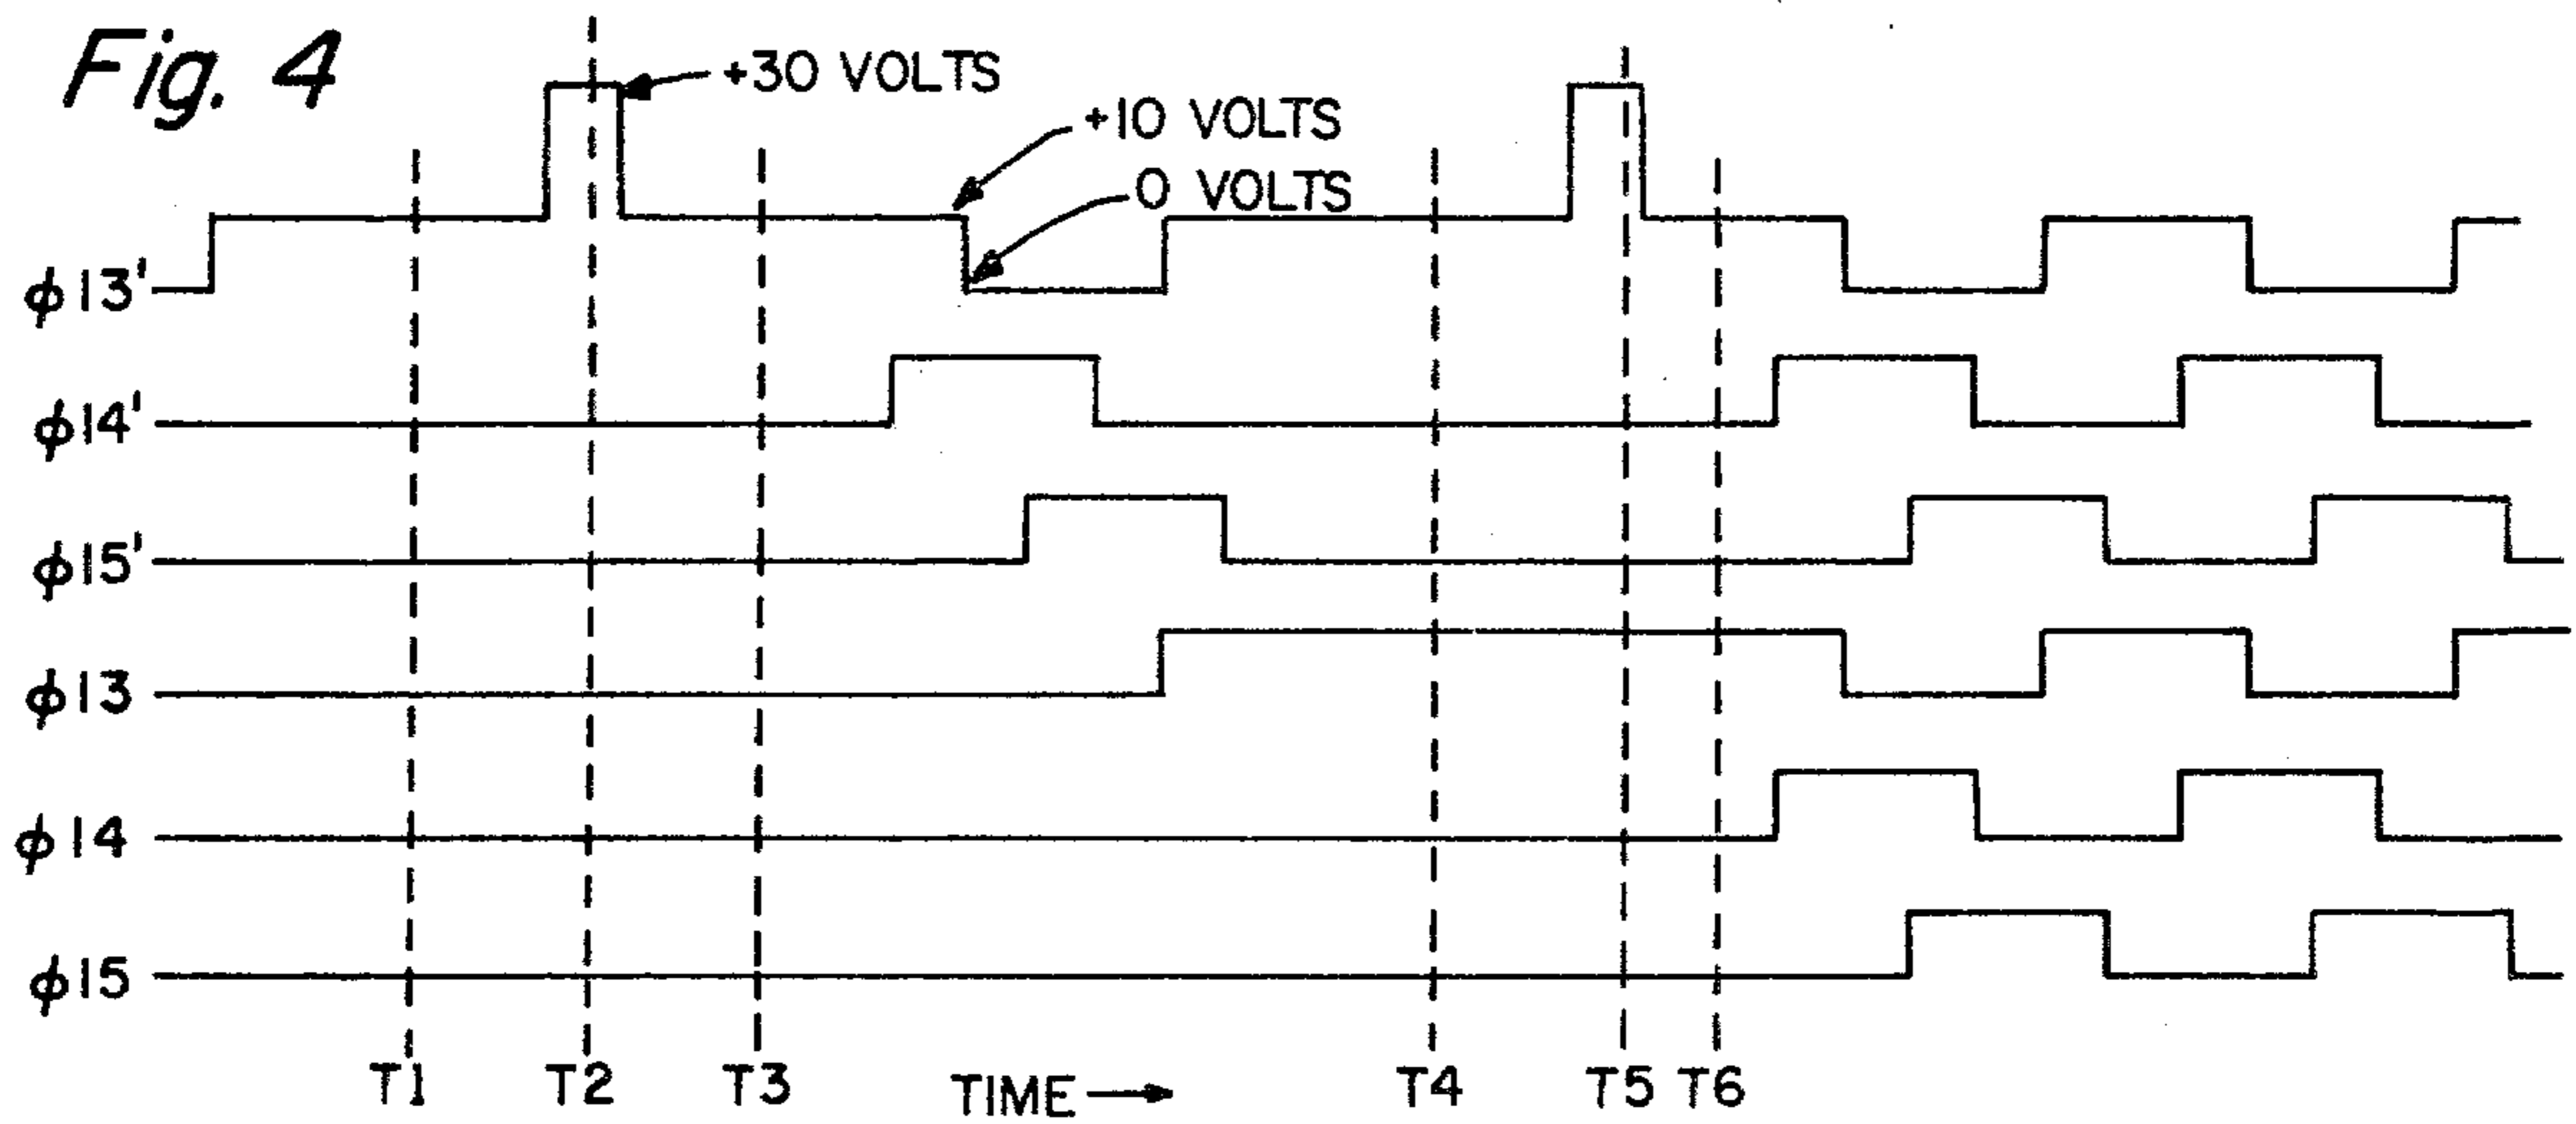 Fig. 4
+30 VOLTS
+10 VOLTS
0 VOLTS
ϕ13'
ϕ14'
ϕ15'
ϕ13
ϕ14
ϕ15
T1 T2 T3 TIME → T4 T5 T6